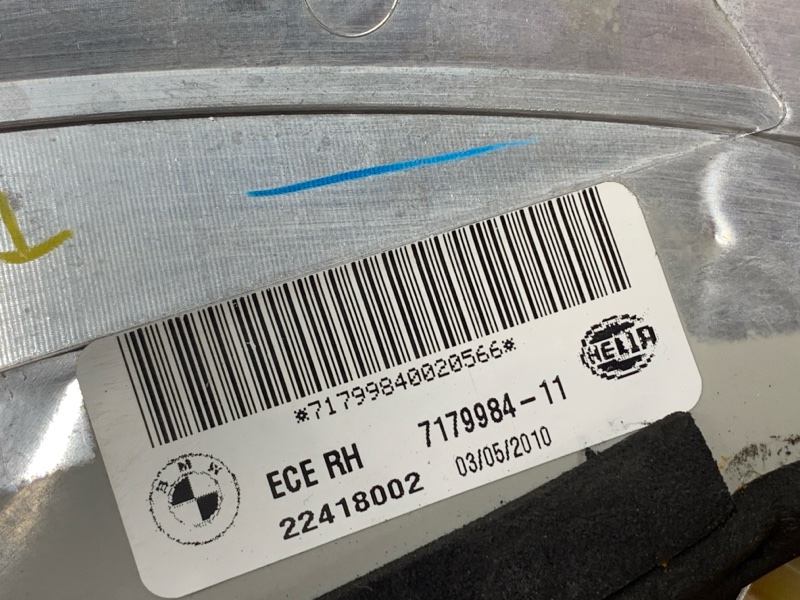 *71799840020566*
HELLA
BMW
ECE RH 7179984-11
22418002 03/05/2010